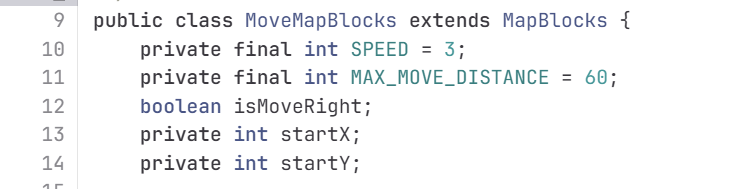 9 public class MoveMapBlocks extends MapBlocks {
10 private final int SPEED = 3;
11 private final int MAX_MOVE_DISTANCE = 60;
12 boolean isMoveRight;
13 private int startX;
14 private int startY;